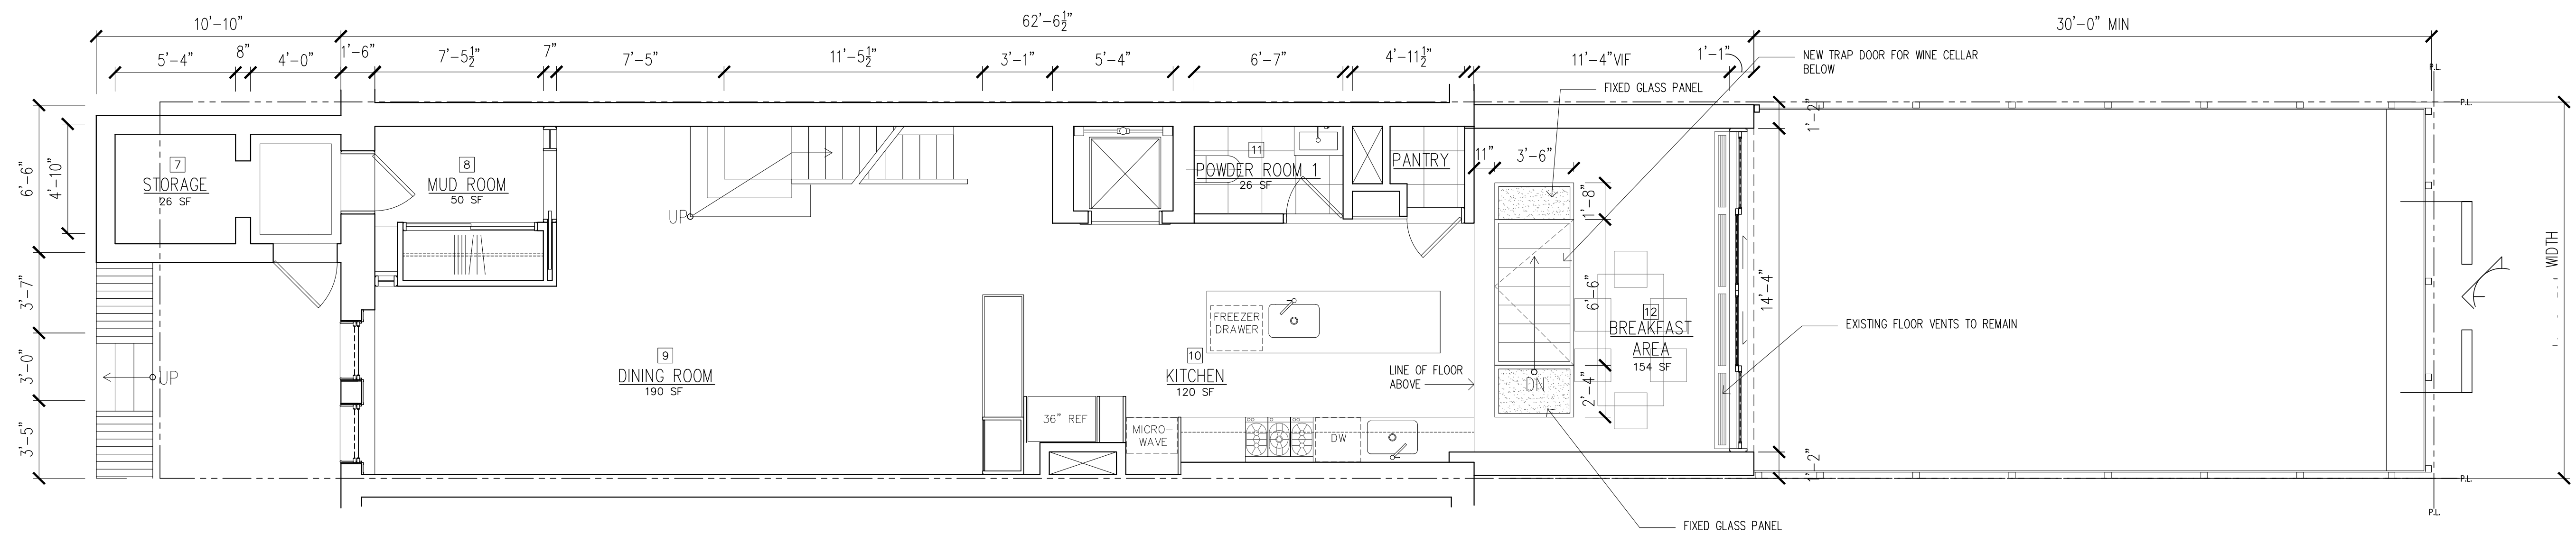 10'-10"
62'-6½"
30'-0" MIN
5'-4"
8"
4'-0"
1'-6"
7'-5½"
7"
7'-5"
11'-5½"
3'-1"
5'-4"
6'-7"
4'-11½"
11'-4"VIF
1'-1"
NEW TRAP DOOR FOR WINE CELLAR
BELOW
P.L.
FIXED GLASS PANEL
P.L.
1'-2"
6'-6"
4'-10"
7
STORAGE
26 SF
8
MUD ROOM
50 SF
UP
11
POWDER ROOM 1
26 SF
PANTRY
11"
3'-6"
1'-8"
WIDTH
3'-7"
6'-6"
14'-4"
FREEZER
DRAWER
12
BREAKFAST
AREA
154 SF
EXISTING FLOOR VENTS TO REMAIN
3'-0"
UP
9
DINING ROOM
190 SF
10
KITCHEN
120 SF
LINE OF FLOOR
ABOVE
DN
2'-4"
3'-5"
36" REF
MICRO-
WAVE
DW
1'-2"
P.L.
P.L.
FIXED GLASS PANEL